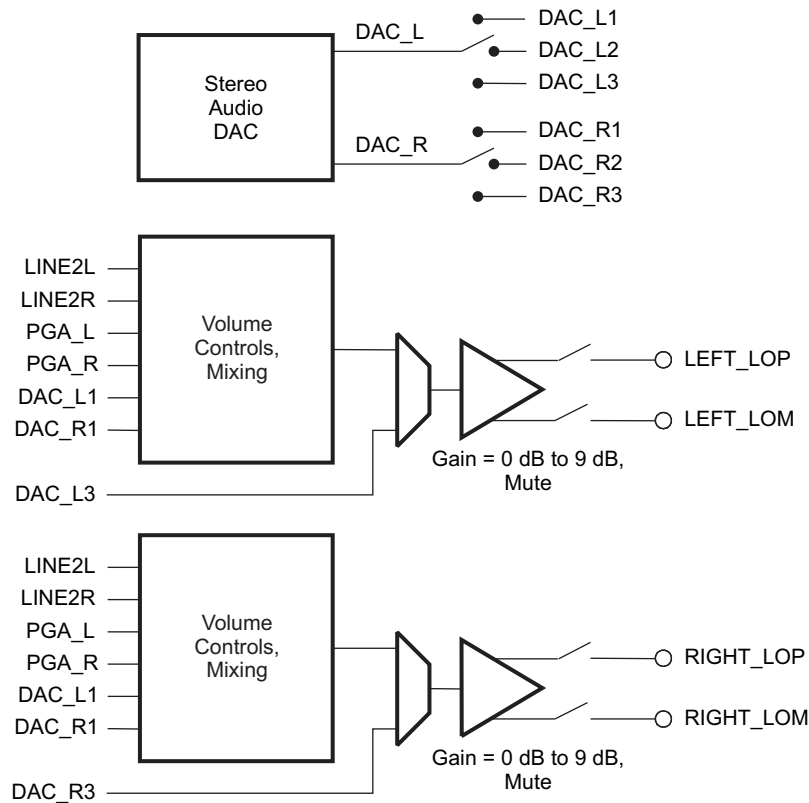 DAC_L
DAC_L1
DAC_L2
DAC_L3
Stereo
Audio
DAC
DAC_R
DAC_R1
DAC_R2
DAC_R3
LINE2L
LINE2R
PGA_L
PGA_R
DAC_L1
DAC_R1
DAC_L3
Volume
Controls,
Mixing
LEFT_LOP
LEFT_LOM
Gain = 0 dB to 9 dB,
Mute
LINE2L
LINE2R
PGA_L
PGA_R
DAC_L1
DAC_R1
DAC_R3
Volume
Controls,
Mixing
RIGHT_LOP
RIGHT_LOM
Gain = 0 dB to 9 dB,
Mute